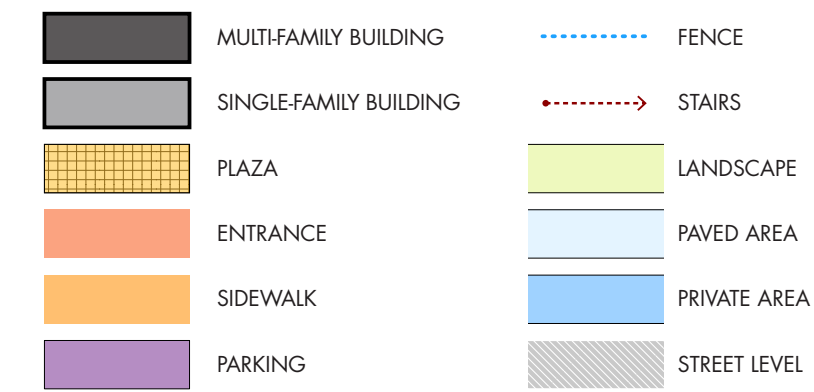 MULTI-FAMILY BUILDING
SINGLE-FAMILY BUILDING
PLAZA
ENTRANCE
SIDEWALK
PARKING
FENCE
STAIRS
LANDSCAPE
PAVED AREA
PRIVATE AREA
STREET LEVEL